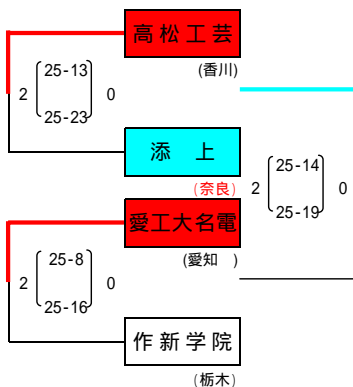 高松工芸
(香川)
25-13
2 0
25-23
添 上
(奈良)
25-14
2 0
25-19
愛工大名電
(愛知 )
25-8
2 0
25-16
作新学院
(栃木)